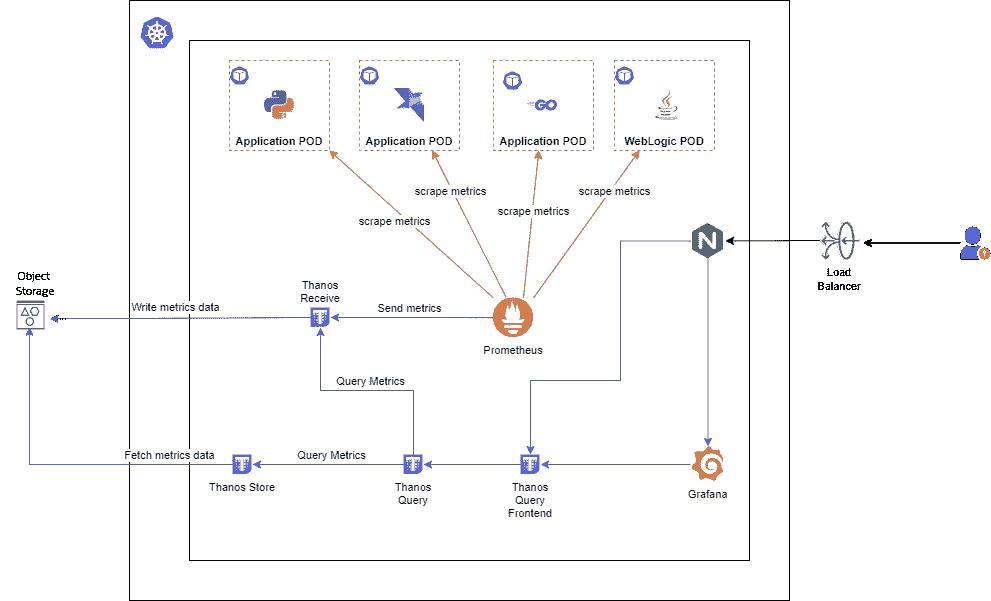 Application POD
Application POD
GO
Application POD
WebLogic POD
scrape metrics
scrape metrics
scrape metrics
scrape metrics
N
Load
Balancer
Object
Storage
Write metrics data
Thanos
Receive
Send metrics
Prometheus
Query Metrics
Fetch metrics data
Thanos Store
Query Metrics
Thanos
Query
Thanos
Query
Frontend
Grafana